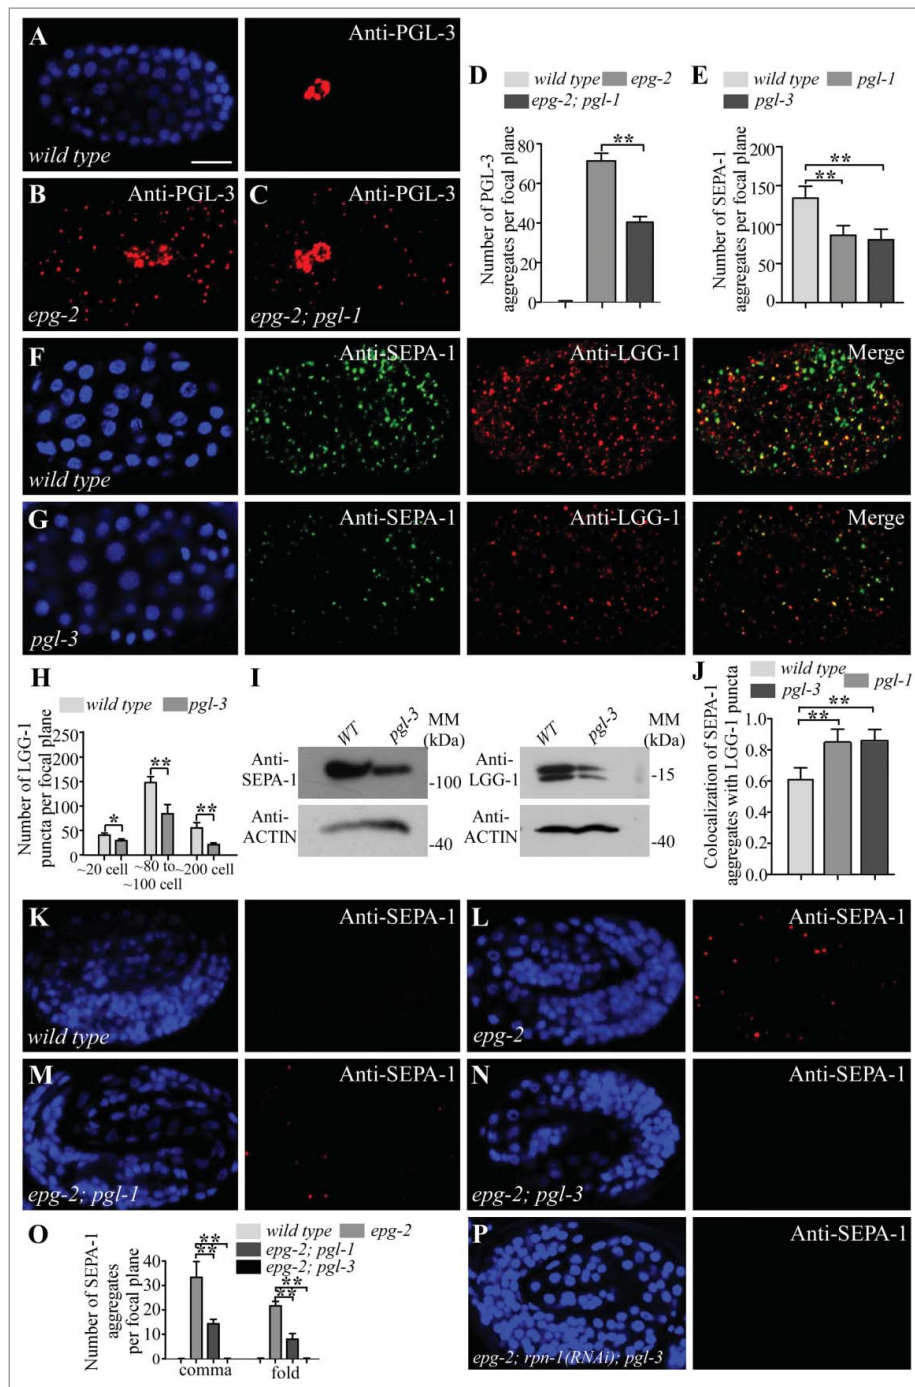 A
Anti-PGL-3
wild type
B
Anti-PGL-3
epg-2
C
Anti-PGL-3
epg-2; pgl-1
D
wild type
epg-2
epg-2; pgl-1
Number of PGL-3
aggregates per focal plane
80
60
40
20
0
**
E
wild type
pgl-1
pgl-3
Number of SEPA-1
aggregates per focal plane
200
150
100
50
0
**
**
F
wild type
Anti-SEPA-1
Anti-LGG-1
Merge
G
pgl-3
Anti-SEPA-1
Anti-LGG-1
Merge
H
wild type
pgl-3
Number of LGG-1
puncta per focal plane
250
200
150
100
50
0
*
**
**
~20 cell
~80 to
~100 cell
~200 cell
I
WT
pgl-3
MM
(kDa)
Anti-
SEPA-1
-100
Anti-
ACTIN
-40
WT
pgl-3
MM
(kDa)
Anti-
LGG-1
-15
Anti-
ACTIN
-40
J
wild type
pgl-1
pgl-3
Colocalization of SEPA-1
aggregates with LGG-1 puncta
1.0
0.8
0.6
0.4
0.2
0.0
**
**
K
wild type
Anti-SEPA-1
L
epg-2
Anti-SEPA-1
M
epg-2; pgl-1
Anti-SEPA-1
N
epg-2; pgl-3
Anti-SEPA-1
O
wild type
epg-2
epg-2; pgl-1
epg-2; pgl-3
Number of SEPA-1
aggregates
per focal plane
40
30
20
10
0
**
**
**
**
comma
fold
P
epg-2; rpn-1(RNAi); pgl-3
Anti-SEPA-1